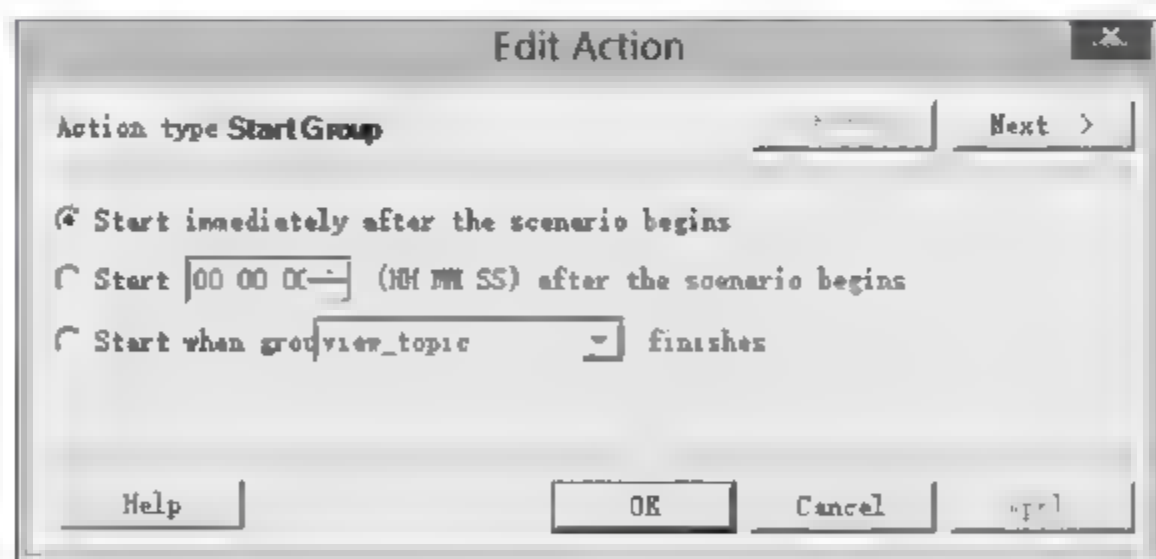 Edit Action
Action type Start Group
Next >
Start immediately after the scenario begins
Start 00 00 00 (HH MM SS) after the scenario begins
Start when grou view_topic finishes
Help OK Cancel